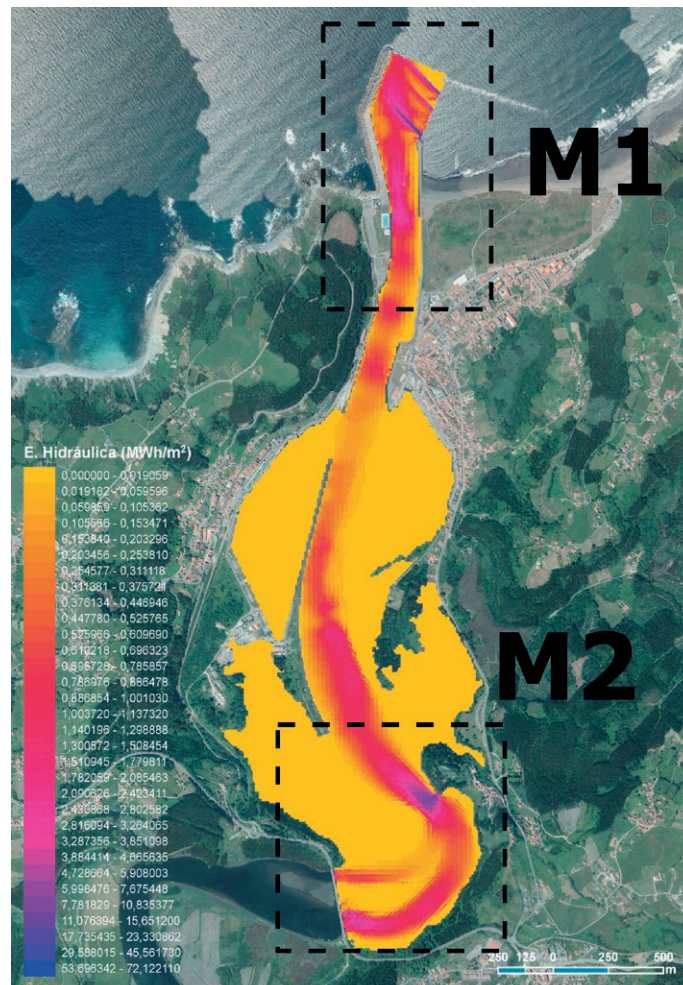 M1
E. Hidráulica (MWh/m²)
0,000000 - 0,019059
0,019182 - 0,059596
0,059859 - 0,105362
0,105686 - 0,153471
0,153840 - 0,203296
0,203456 - 0,253810
0,254577 - 0,311118
0,311381 - 0,375721
0,376134 - 0,446946
0,447780 - 0,525765
0,525966 - 0,609690
0,610218 - 0,696323
0,695728 - 0,785857
0,786976 - 0,886478
0,886854 - 1,001030
1,003720 - 1,137320
1,140196 - 1,298888
1,300572 - 1,508454
1,510945 - 1,779811
1,782059 - 2,085463
2,090626 - 2,423411
2,430868 - 2,802582
2,816094 - 3,264065
3,287356 - 3,851098
3,884414 - 4,665635
4,728664 - 5,908003
5,998476 - 7,675448
7,781829 - 10,835377
11,076394 - 15,651200
17,735435 - 23,330862
29,588015 - 45,561730
53,696342 - 72,122110
M2
250 125 0 250 500
m